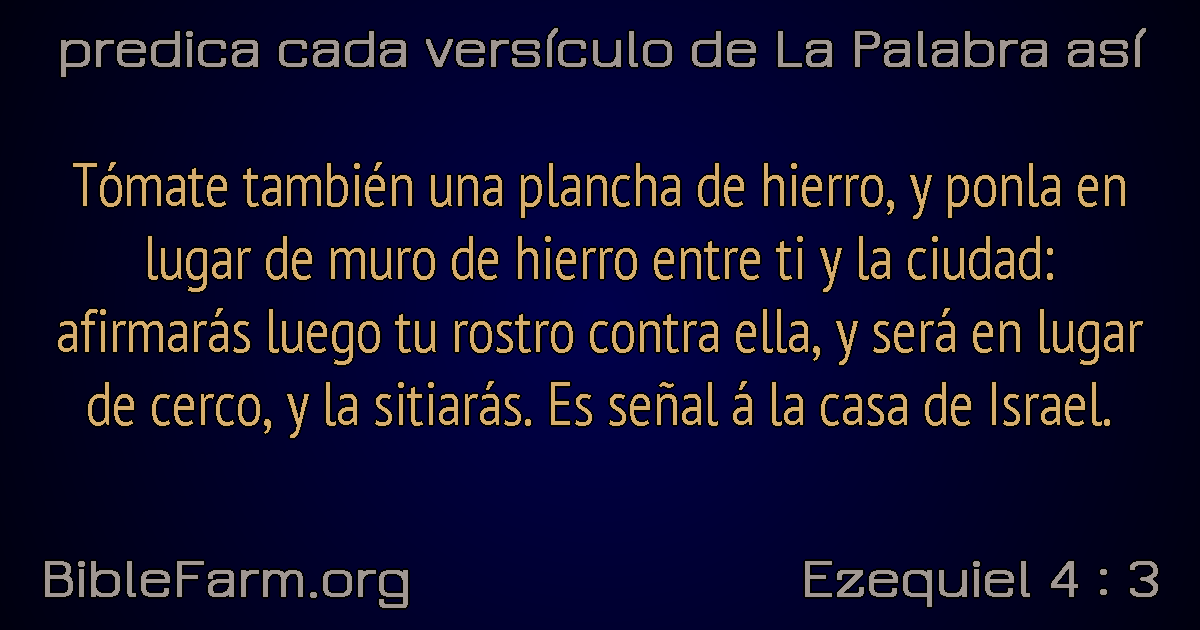 predica cada versículo de La Palabra así
Tómate también una plancha de hierro, y ponla en
lugar de muro de hierro entre ti y la ciudad:
afirmarás luego tu rostro contra ella, y será en lugar
de cerco, y la sitiarás. Es señal á la casa de Israel.
BibleFarm.org
Ezequiel 4 : 3